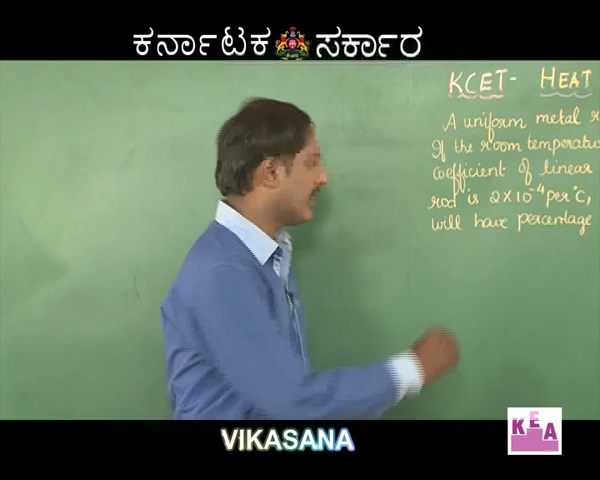 ಕರ್ನಾಟಕ ಸರ್ಕಾರ
KCET- HEAT
A uniform metal r
If the room temperatu
coefficient of linear
rod is 2×10⁻⁴ per °C,
will have percentage
VIKASANA
KEA